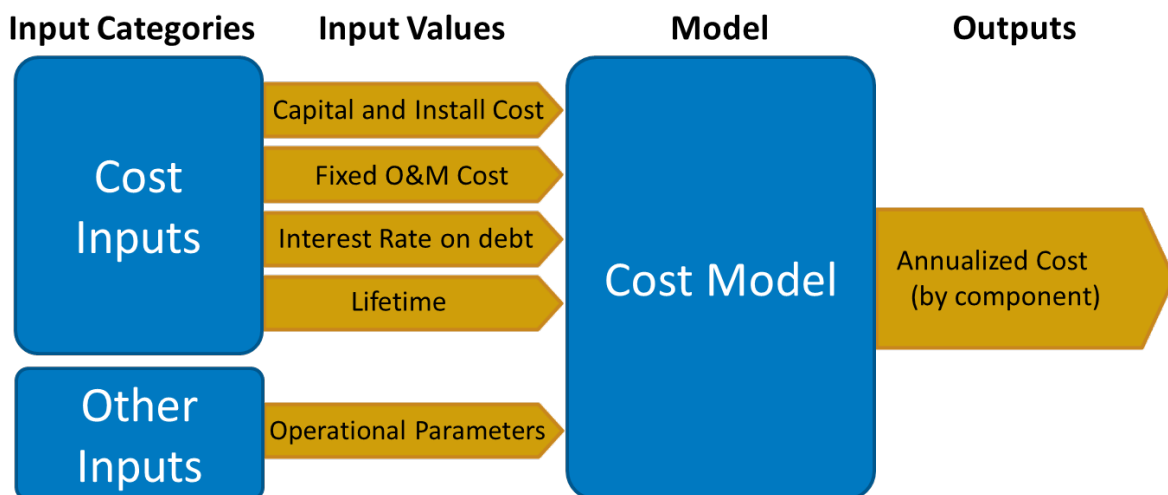 Input Categories
Input Values
Model
Outputs
Cost
Inputs
Capital and Install Cost
Fixed O&M Cost
Interest Rate on debt
Lifetime
Other
Inputs
Operational Parameters
Cost Model
Annualized Cost
(by component)